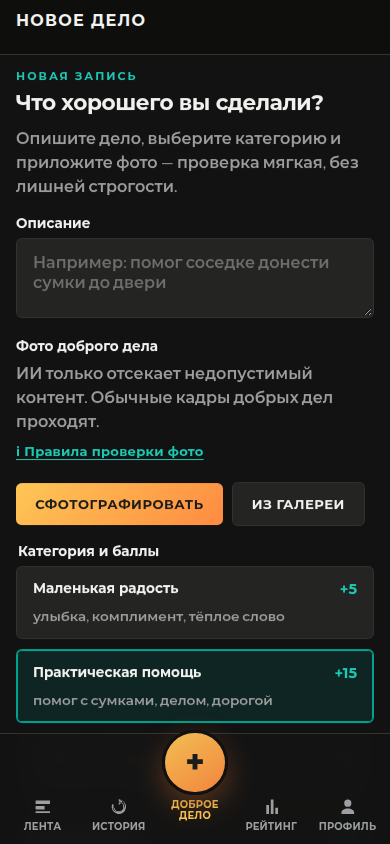 НОВОЕ ДЕЛО
НОВАЯ ЗАПИСЬ
Что хорошего вы сделали?
Опишите дело, выберите категорию и
приложите фото — проверка мягкая, без
лишней строгости.
Описание
Например: помог соседке донести
сумки до двери
Фото доброго дела
ИИ только отсекает недопустимый
контент. Обычные кадры добрых дел
проходят.
i Правила проверки фото
СФОТОГРАФИРОВАТЬ
ИЗ ГАЛЕРЕИ
Категория и баллы
Маленькая радость +5
улыбка, комплимент, тёплое слово
Практическая помощь +15
помог с сумками, делом, дорогой
ЛЕНТА
ИСТОРИЯ
ДОБРОЕ
ДЕЛО
РЕЙТИНГ
ПРОФИЛЬ